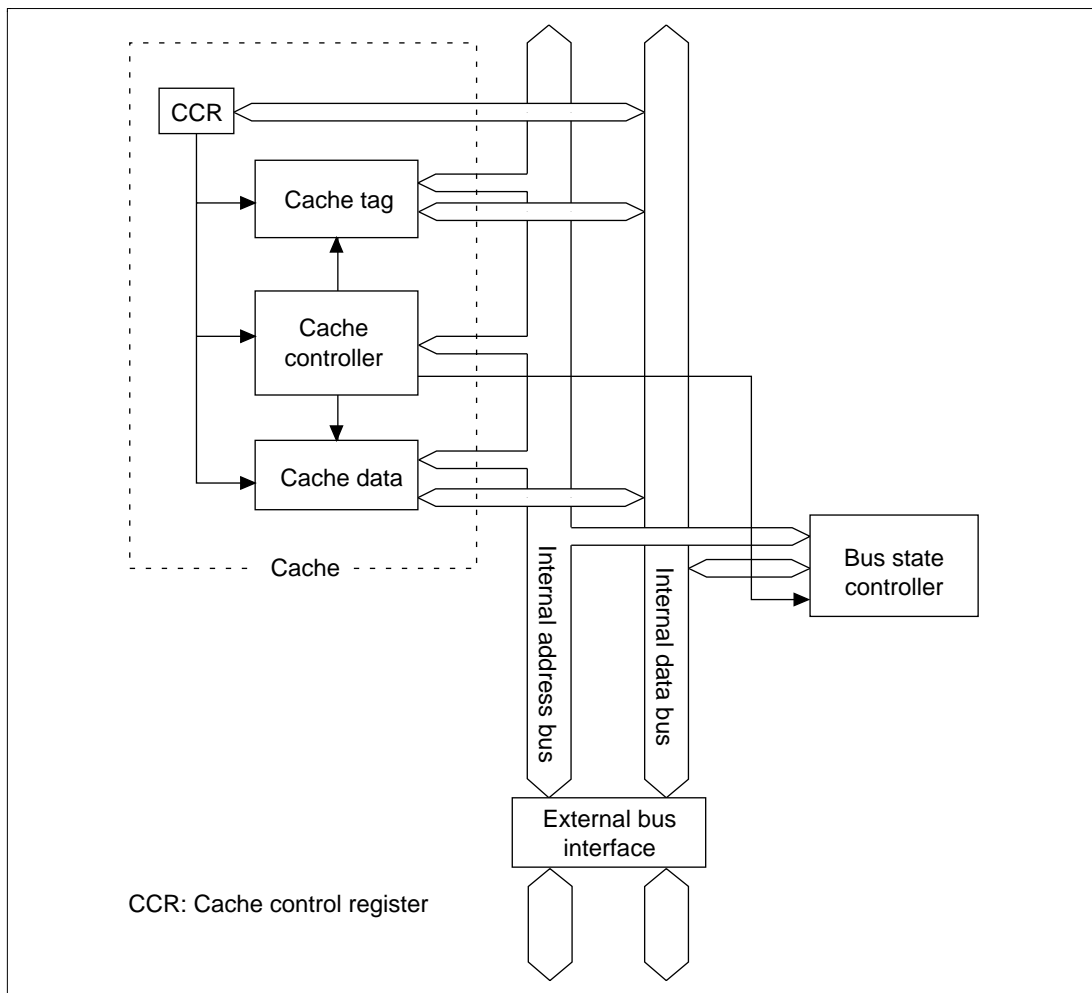 CCR
Cache tag
Cache
controller
Cache data
Cache
Internal address bus
Internal data bus
Bus state
controller
External bus
interface
CCR: Cache control register